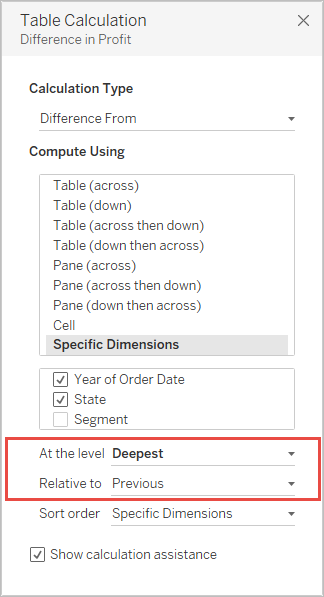 Table Calculation
Difference in Profit
Calculation Type
Difference From
Compute Using
Table (across)
Table (down)
Table (across then down)
Table (down then across)
Pane (across)
Pane (across then down)
Pane (down then across)
Cell
Specific Dimensions
Year of Order Date
State
Segment
At the level Deepest
Relative to Previous
Sort order Specific Dimensions
Show calculation assistance